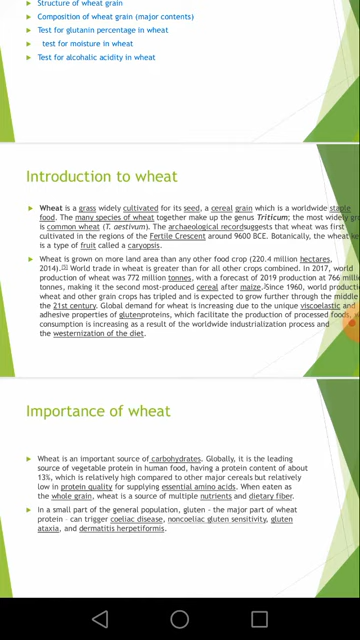 Structure of wheat grain
Composition of wheat grain (major contents)
Test for glutanin percentage in wheat
test for moisture in wheat
Test for alcohalic acidity in wheat
Introduction to wheat
Wheat is a grass widely cultivated for its seed, a cereal grain which is a worldwide staple
food. The many species of wheat together make up the genus Triticum; the most widely
is common wheat (T. aestivum). The archaeological recordsuggests that wheat was first
cultivated in the regions of the Fertile Crescent around 9600 BCE. Botanically, the wheat
is a type of fruit called a caryopsis.
Wheat is grown on more land area than any other food crop (220.4 million hectares,
2014).[5] World trade in wheat is greater than for all other crops combined. In 2017, world
production of wheat was 772 million tonnes, with a forecast of 2019 production at 766
tonnes, making it the second most-produced cereal after maize. Since 1960, world
wheat and other grain crops has tripled and is expected to grow further through the middle
the 21st century. Global demand for wheat is increasing due to the unique viscoelastic and
adhesive properties of glutenproteins, which facilitate the production of processed foods,
consumption is increasing as a result of the worldwide industrialization process and
the westernization of the diet.
Importance of wheat
Wheat is an important source of carbohydrates. Globally, it is the leading
source of vegetable protein in human food, having a protein content of about
13%, which is relatively high compared to other major cereals but relatively
low in protein quality for supplying essential amino acids. When eaten as
the whole grain, wheat is a source of multiple nutrients and dietary fiber.
In a small part of the general population, gluten – the major part of wheat
protein – can trigger coeliac disease, noncoeliac gluten sensitivity, gluten
ataxia, and dermatitis herpetiformis.